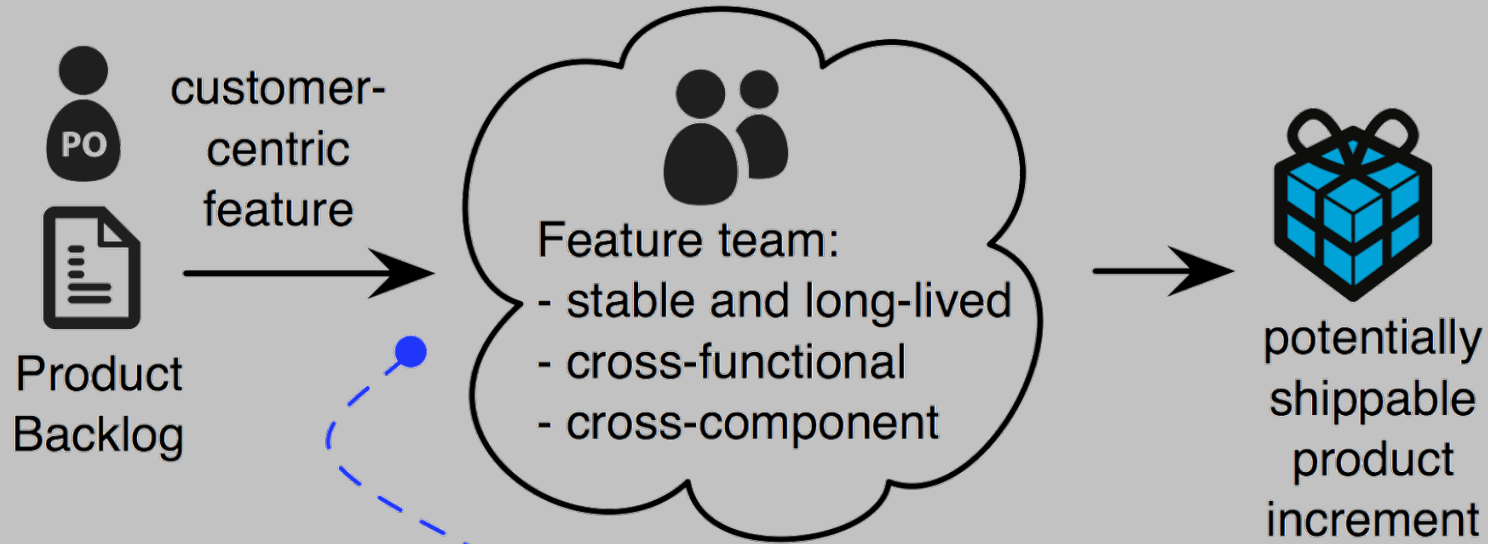 PO
customer-
centric
feature
Product
Backlog
Feature team:
- stable and long-lived
- cross-functional
- cross-component
potentially
shippable
product
increment